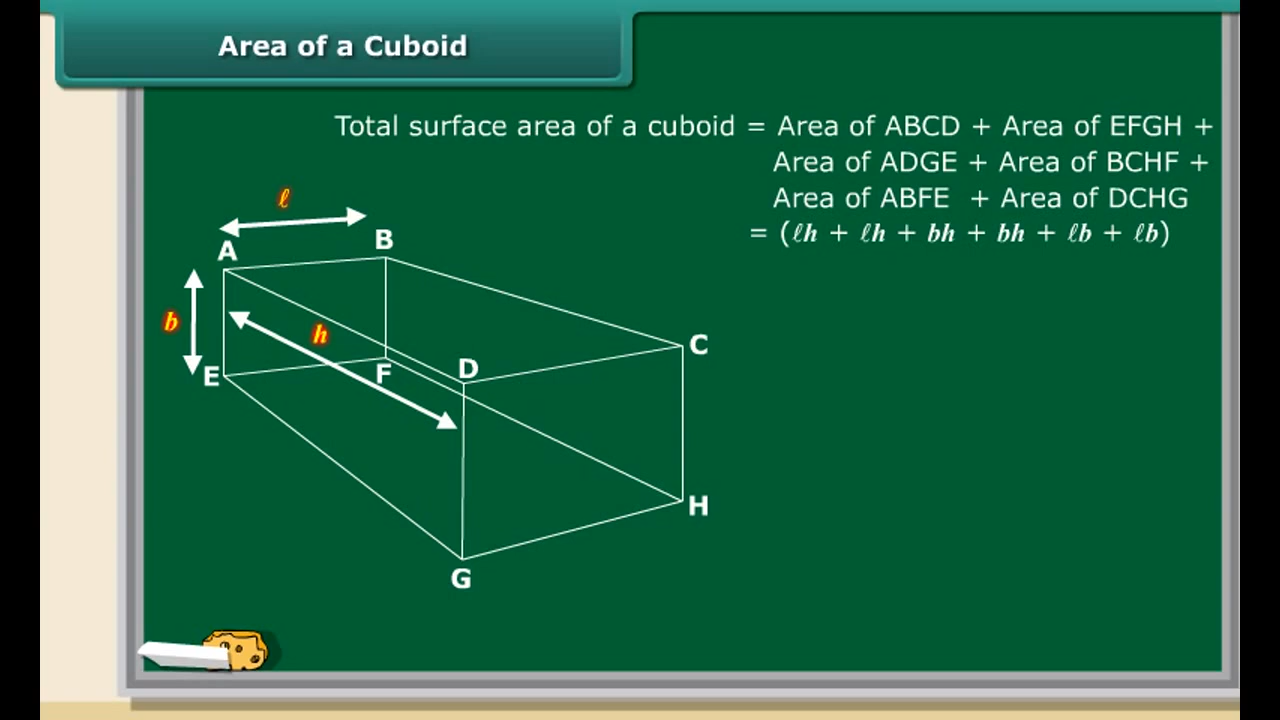 Area of a Cuboid
Total surface area of a cuboid = Area of ABCD + Area of EFGH +
Area of ADGE + Area of BCHF +
Area of ABFE + Area of DCHG
= (ℓh + ℓh + bh + bh + ℓb + ℓb)
ℓ
A
B
b
h
C
E
F
D
H
G